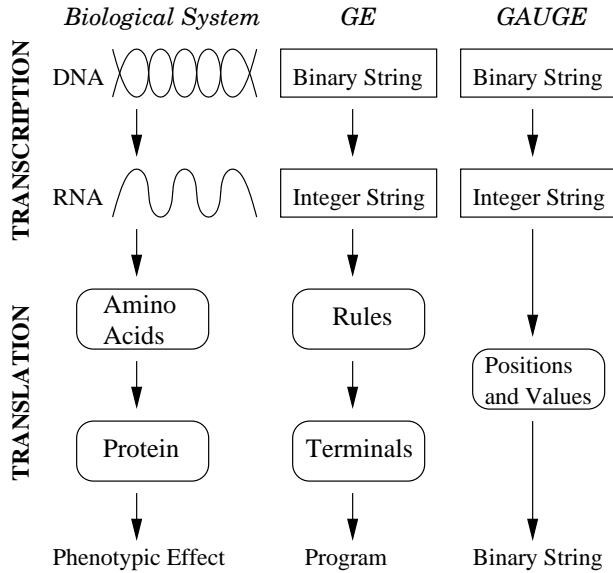 Biological System GE GAUGE
TRANSCRIPTION
DNA Binary String Binary String
RNA Integer String Integer String
TRANSLATION
Amino
Acids
Rules
Positions
and Values
Protein Terminals
Phenotypic Effect Program Binary String